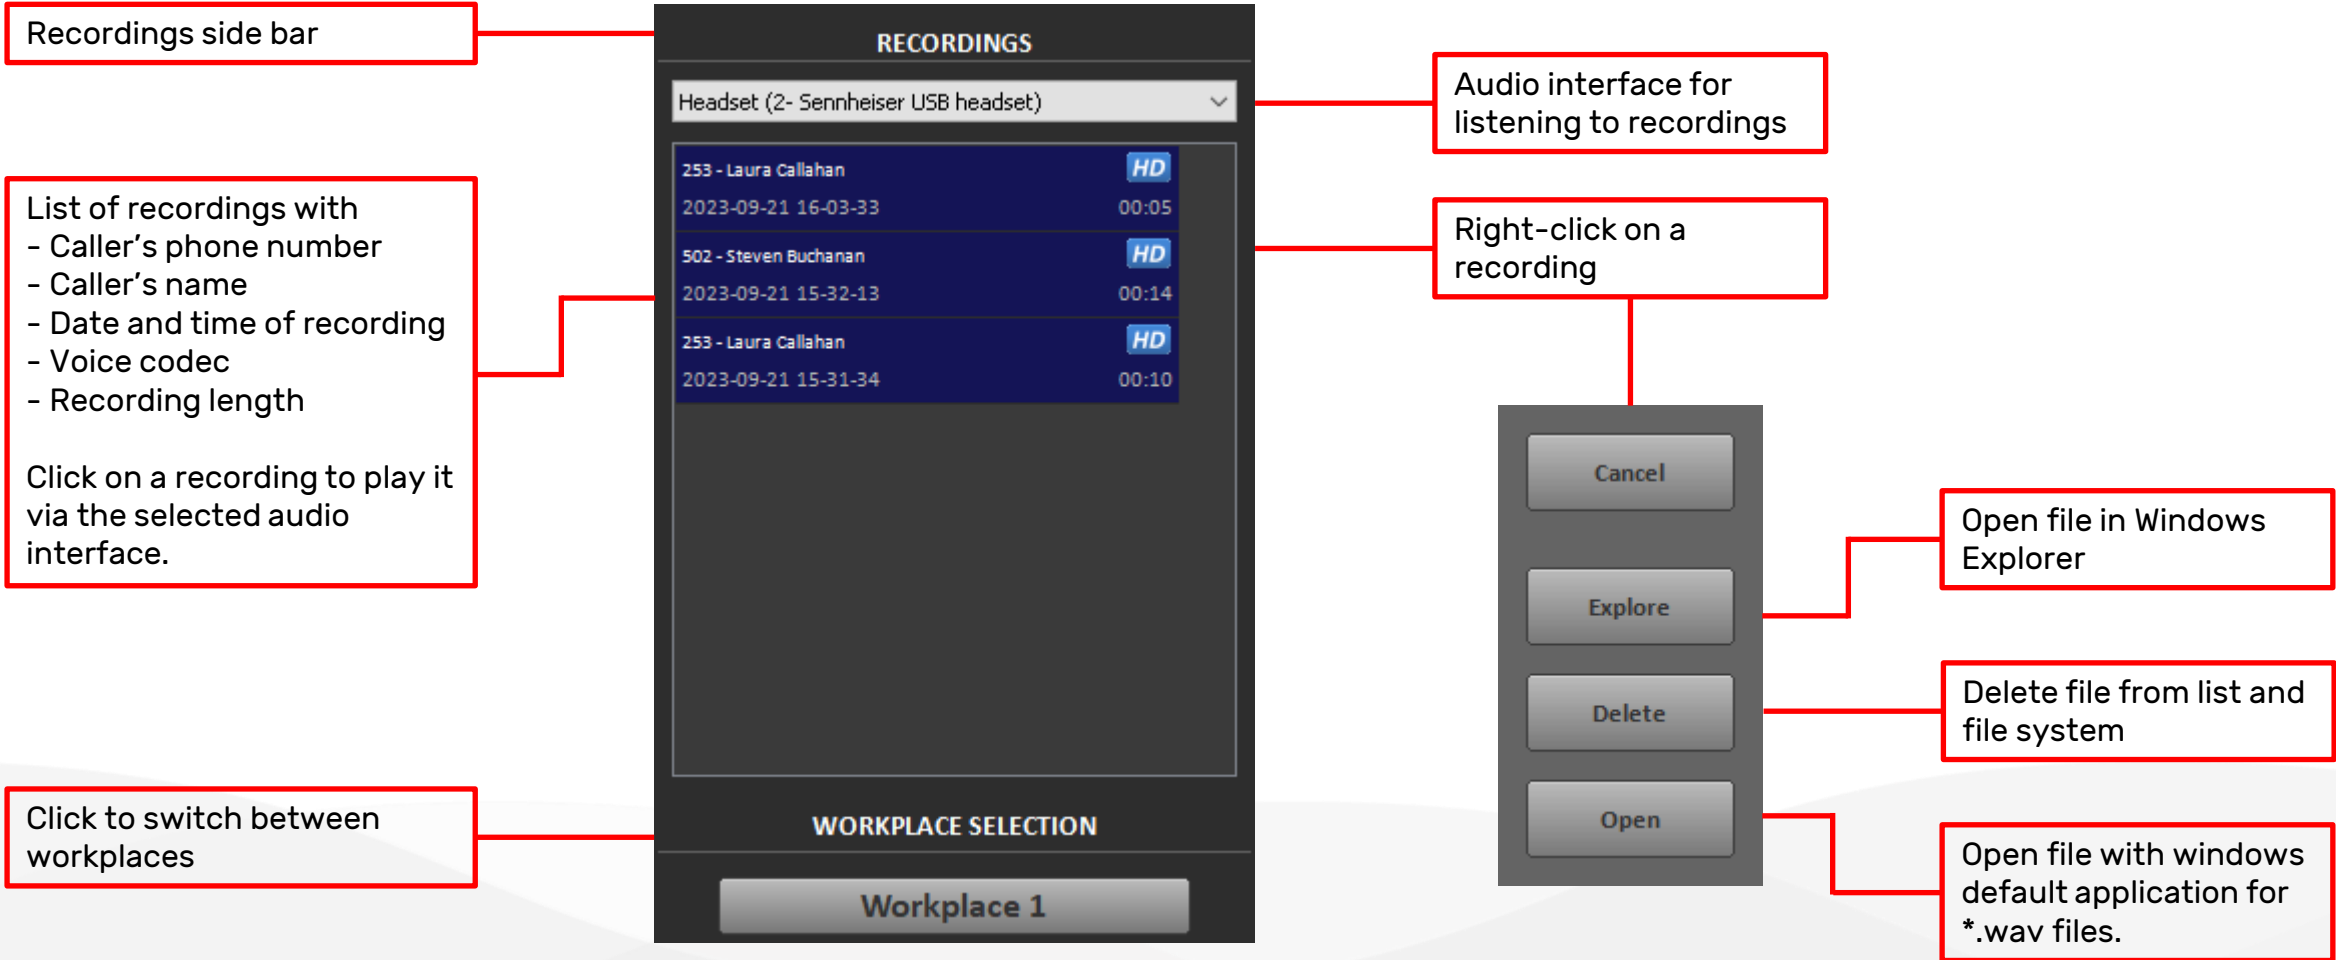 Recordings side bar
List of recordings with
- Caller's phone number
- Caller's name
- Date and time of recording
- Voice codec
- Recording length
Click on a recording to play it
via the selected audio
interface.
Click to switch between
workplaces
RECORDINGS
Headset (2- Sennheiser USB headset)
253 - Laura Callahan HD
2023-09-21 16-03-33 00:05
502 - Steven Buchanan HD
2023-09-21 15-32-13 00:14
253 - Laura Callahan HD
2023-09-21 15-31-34 00:10
WORKPLACE SELECTION
Workplace 1
Audio interface for
listening to recordings
Right-click on a
recording
Cancel
Explore
Delete
Open
Open file in Windows
Explorer
Delete file from list and
file system
Open file with windows
default application for
*.wav files.